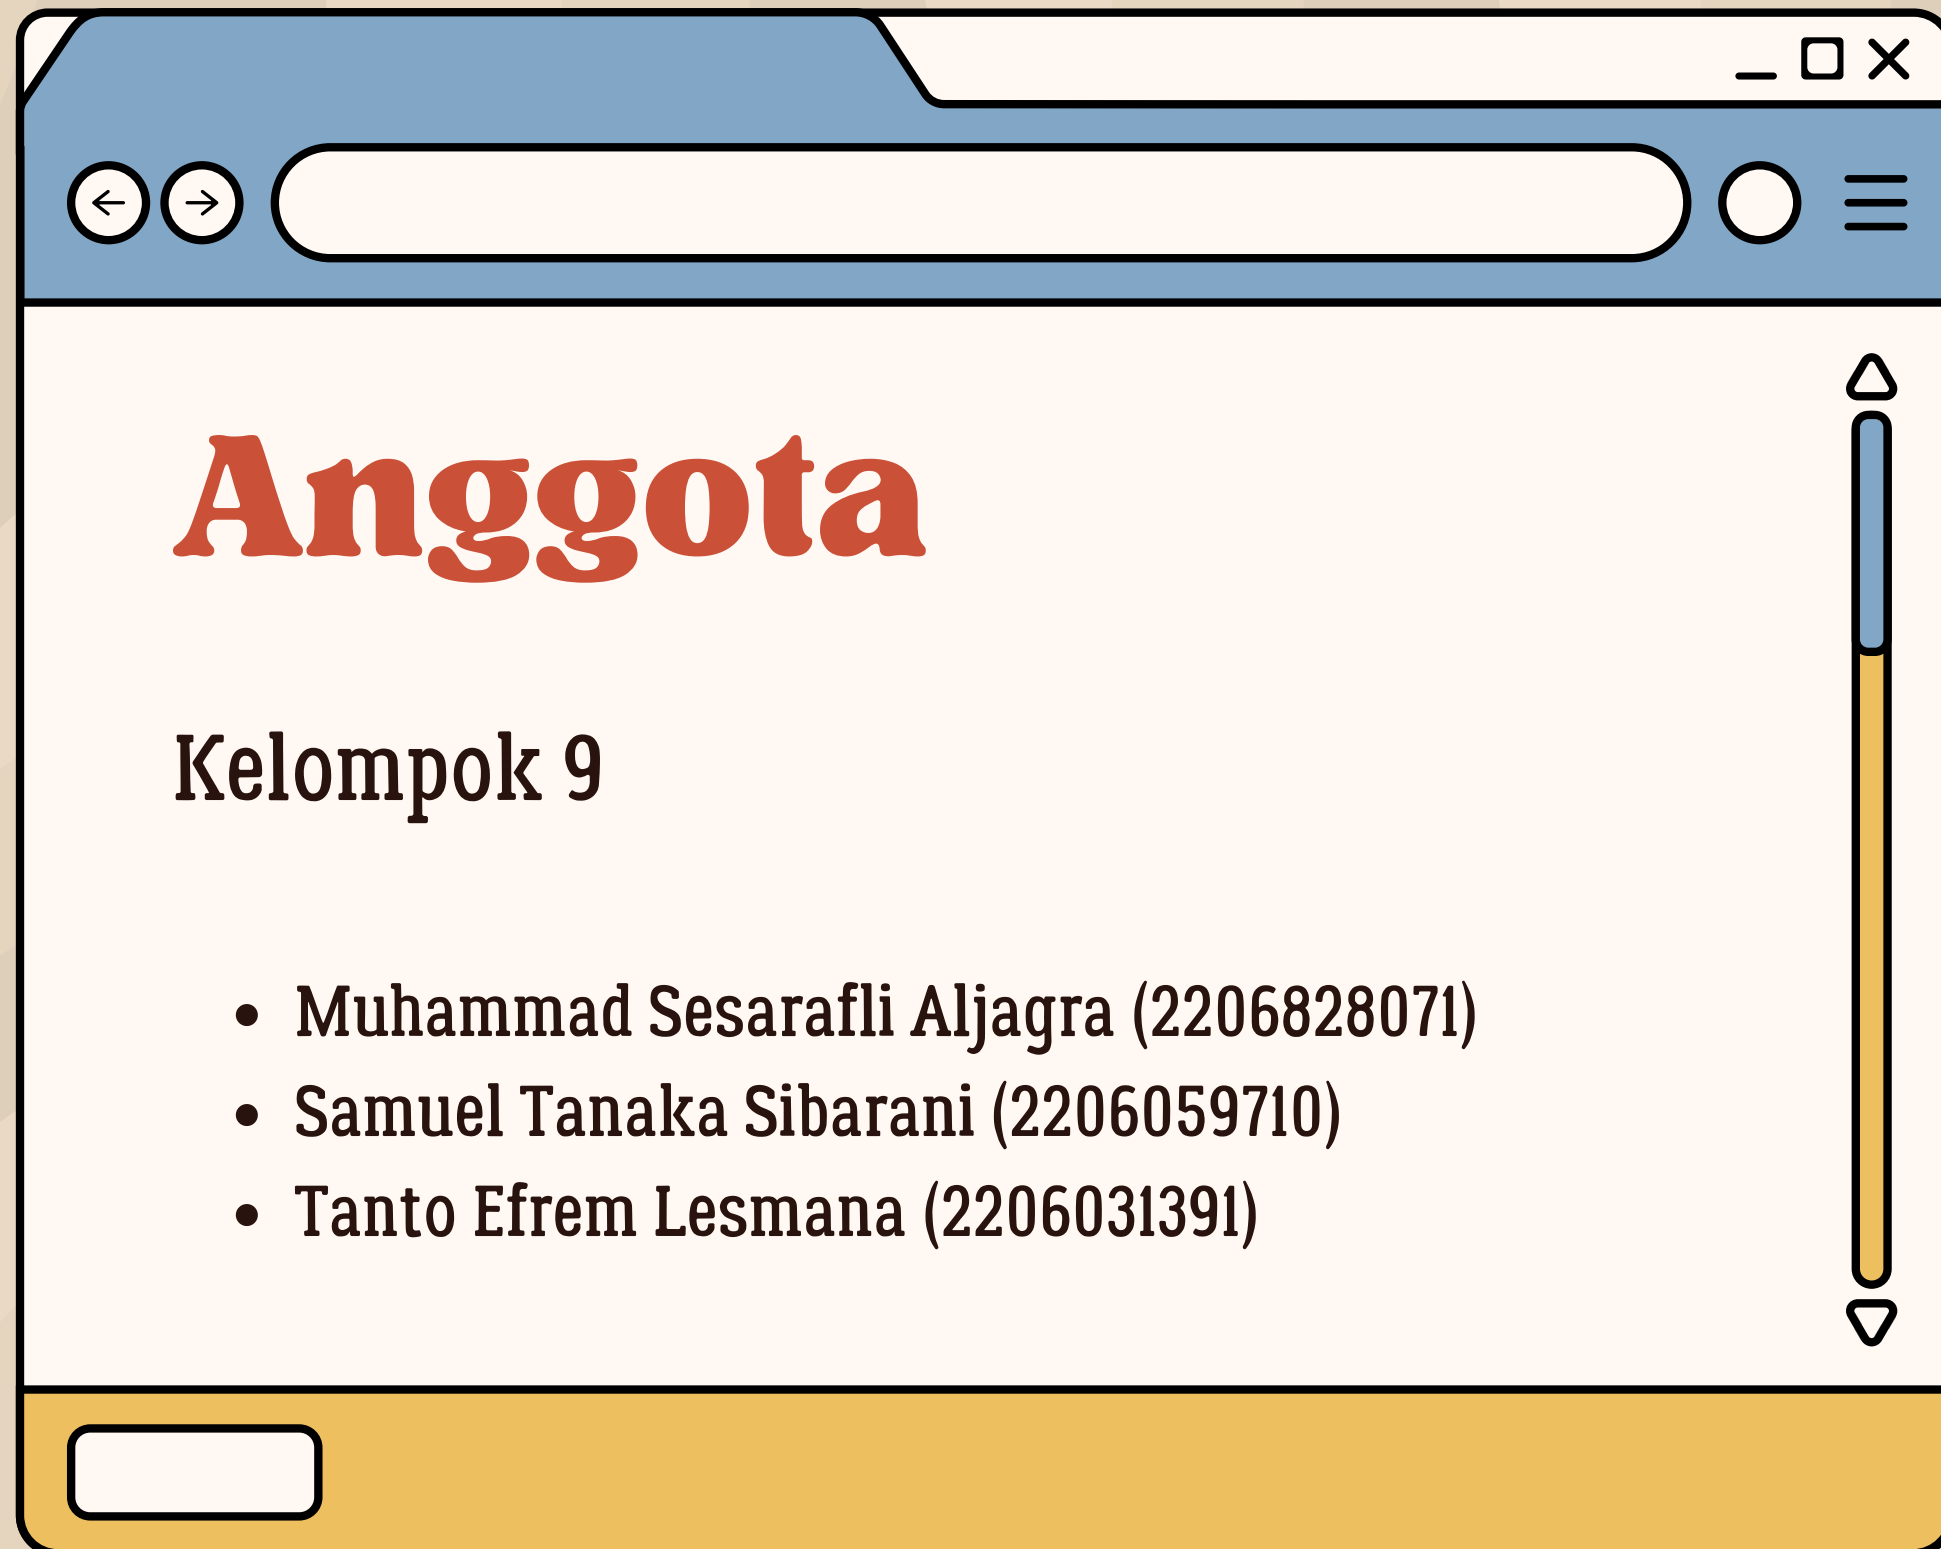 Anggota
Kelompok 9
• Muhammad Sesarafli Aljagra (2206828071)
• Samuel Tanaka Sibarani (2206059710)
• Tanto Efrem Lesmana (2206031391)